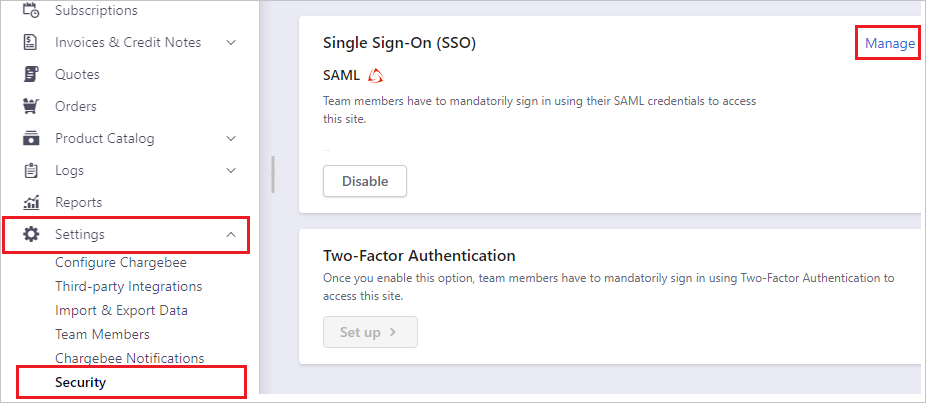 Subscriptions
Invoices & Credit Notes
Quotes
Orders
Product Catalog
Logs
Reports
Settings
Configure Chargebee
Third-party Integrations
Import & Export Data
Team Members
Chargebee Notifications
Security
Single Sign-On (SSO)
Manage
SAML
Team members have to mandatorily sign in using their SAML credentials to access
this site.
Disable
Two-Factor Authentication
Once you enable this option, team members have to mandatorily sign in using Two-Factor Authentication to
access this site.
Set up